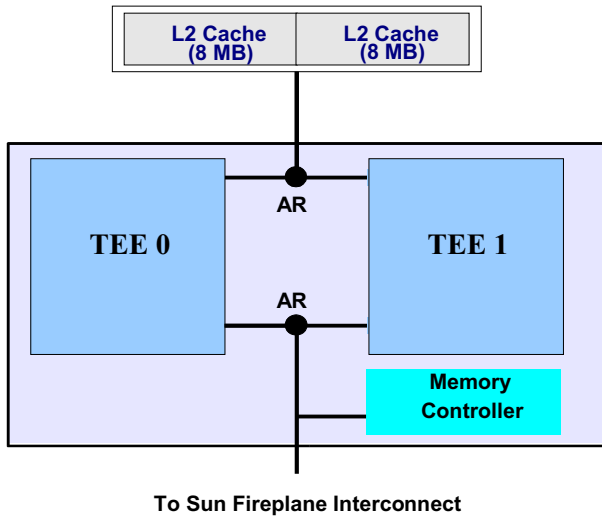 L2 Cache L2 Cache
(8 MB) (8 MB)
AR
TEE 0 TEE 1
AR
Memory
Controller
To Sun Fireplane Interconnect